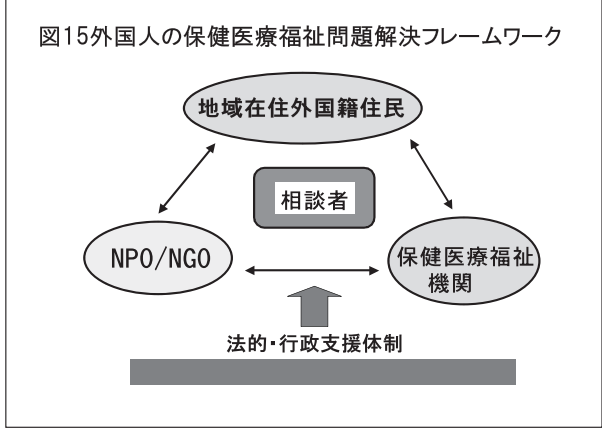 図15外国人の保健医療福祉問題解決フレームワーク
地域在住外国籍住民
相談者
NPO/NGO
保健医療福祉
機関
法的・行政支援体制